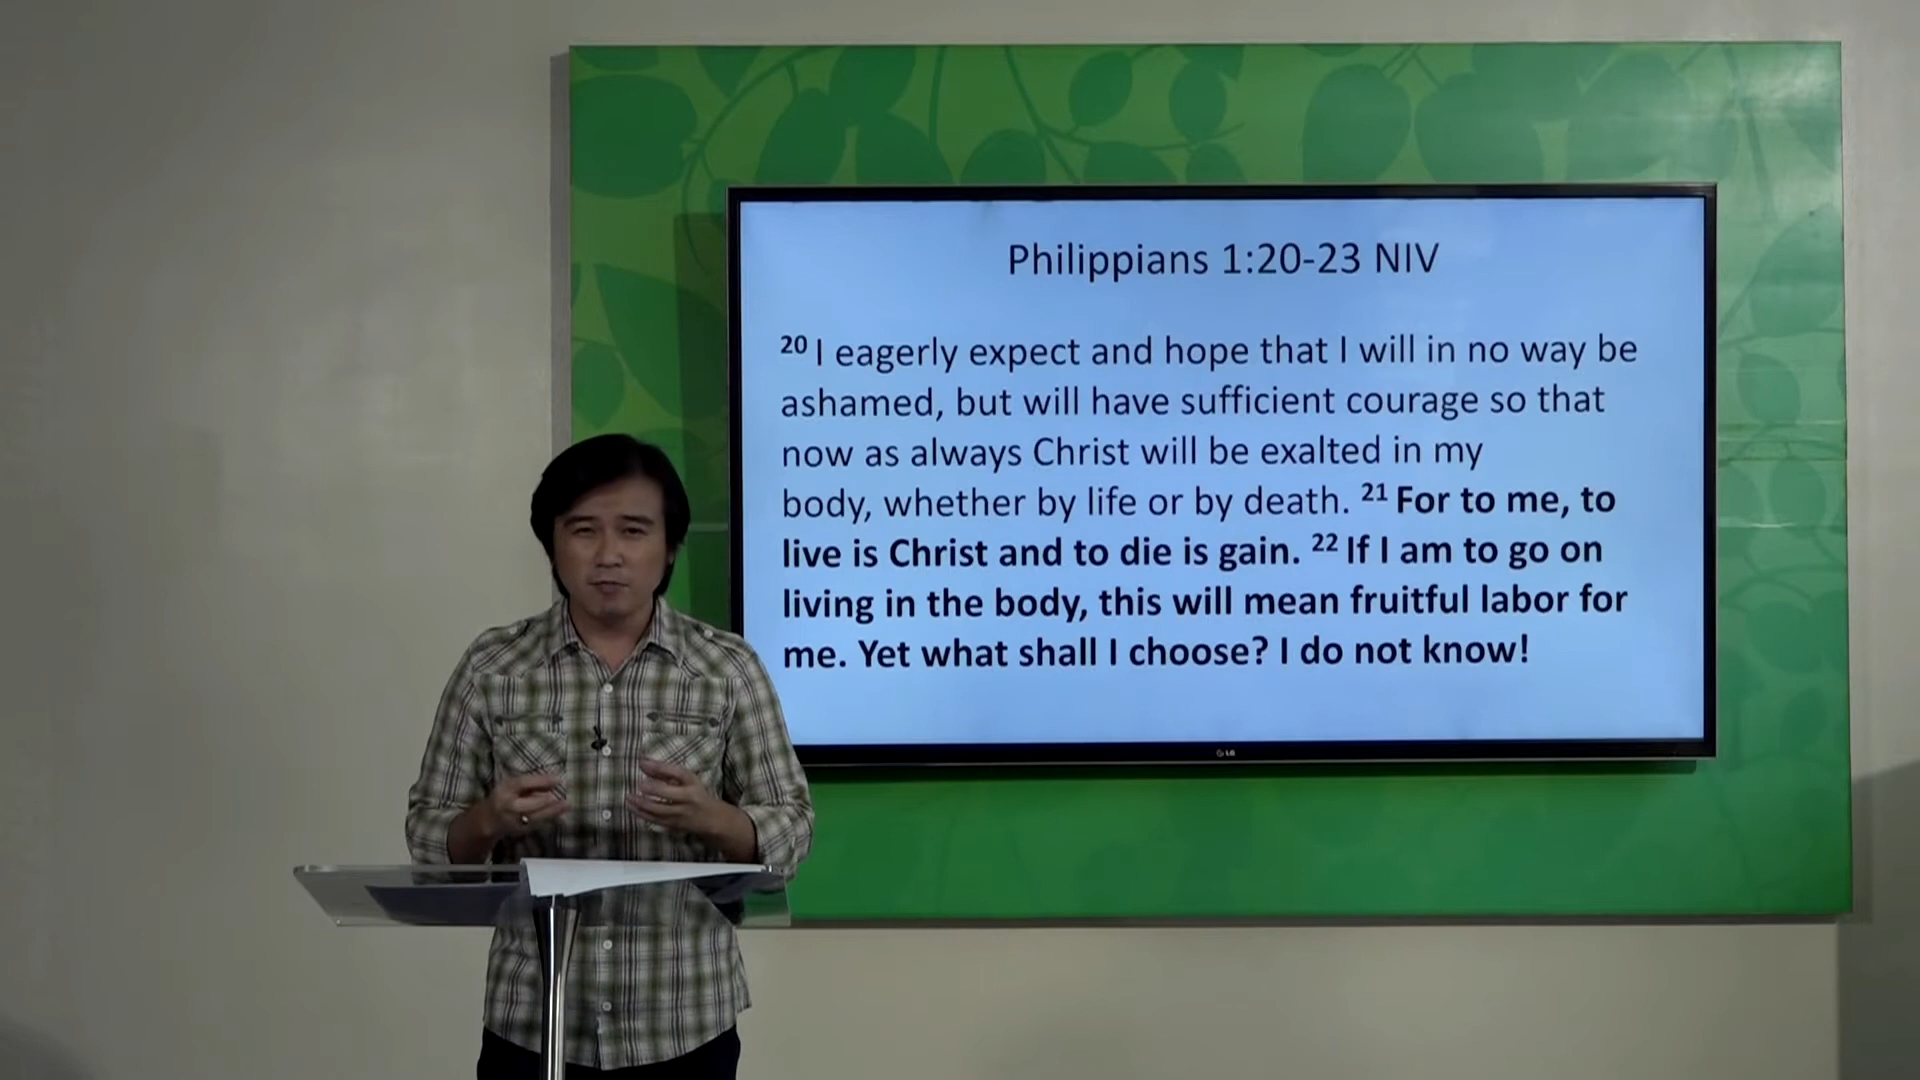 Philippians 1:20-23 NIV
20 I eagerly expect and hope that I will in no way be
ashamed, but will have sufficient courage so that
now as always Christ will be exalted in my
body, whether by life or by death. 21 For to me, to
live is Christ and to die is gain. 22 If I am to go on
living in the body, this will mean fruitful labor for
me. Yet what shall I choose? I do not know!
LG